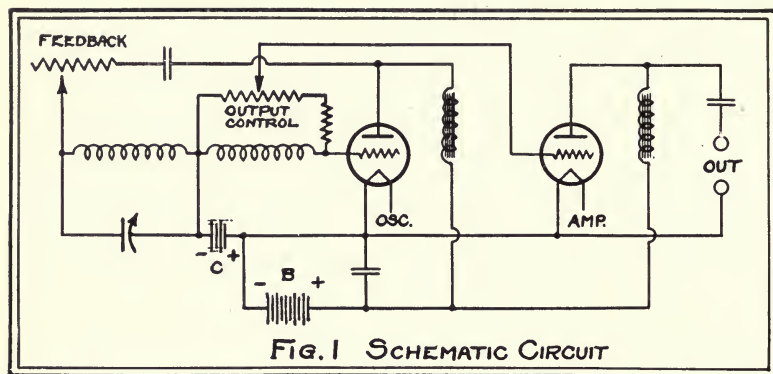 FEEDBACK
OUTPUT
CONTROL
OSC.
AMP.
OUT
- C +
- B +
FIG. 1 SCHEMATIC CIRCUIT